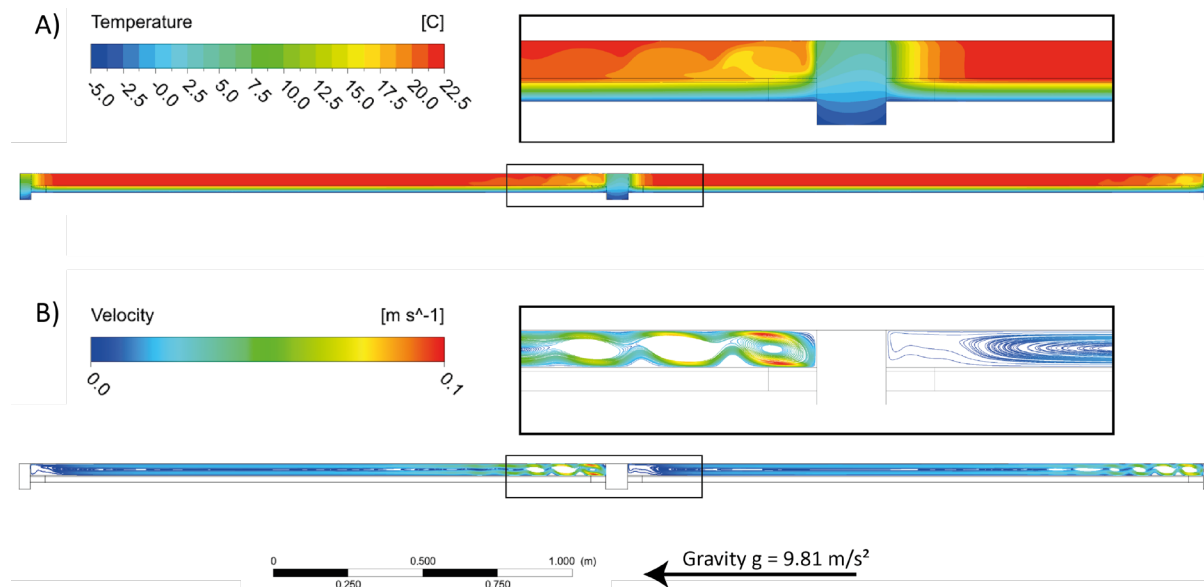 A)
Temperature [C]
-5.0 -2.5 -0.0 2.5 5.0 7.5 10.0 12.5 15.0 17.5 20.0 22.5
B)
Velocity [m s^-1]
0.0 0.1
0 0.500 1.000 (m)
0.250 0.750
Gravity g = 9.81 m/s²